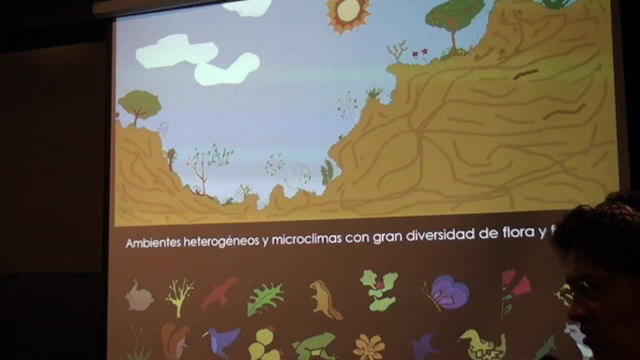 Ambientes heterogéneos y microclimas con gran diversidad de flora y